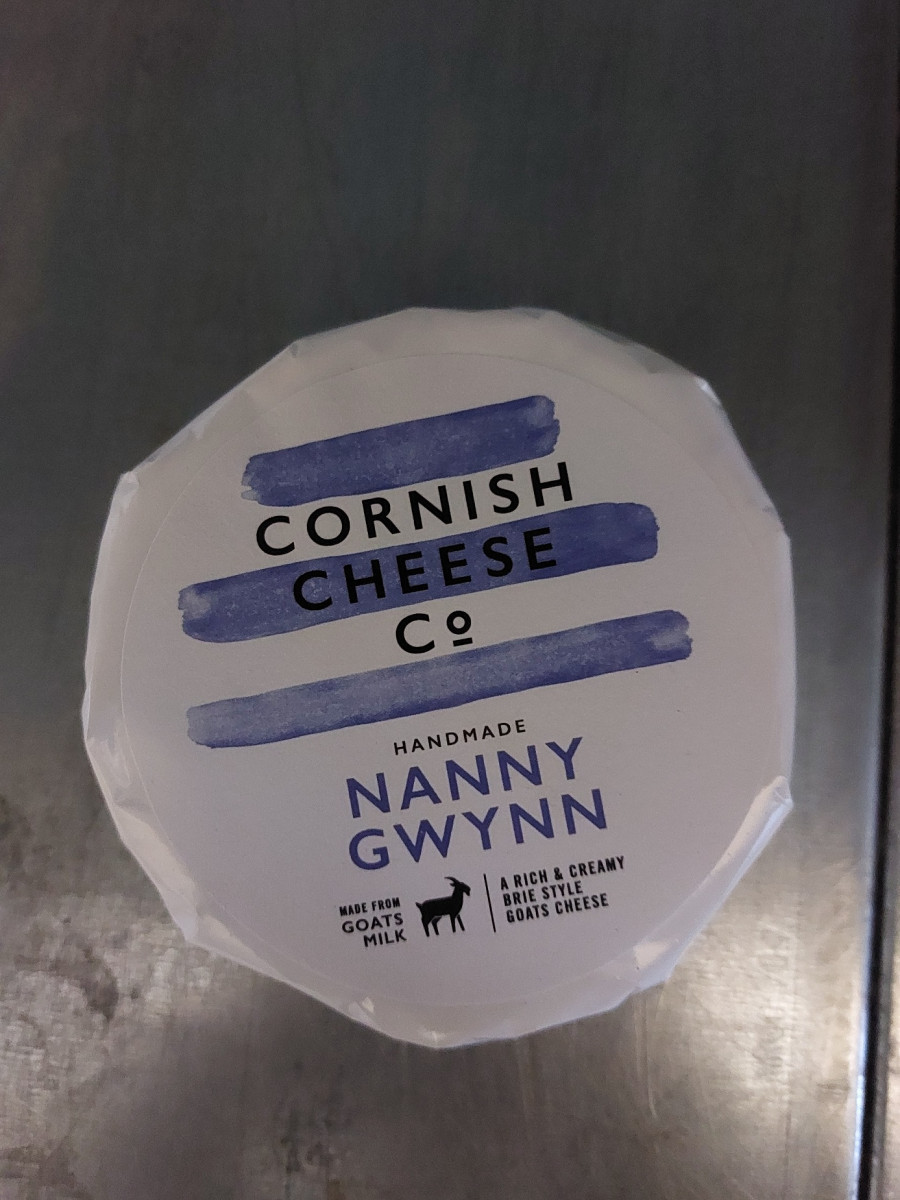 CORNISH
CHEESE
Cº
HANDMADE
NANNY
GWYNN
MADE FROM
GOATS
MILK
A RICH & CREAMY
BRIE STYLE
GOATS CHEESE